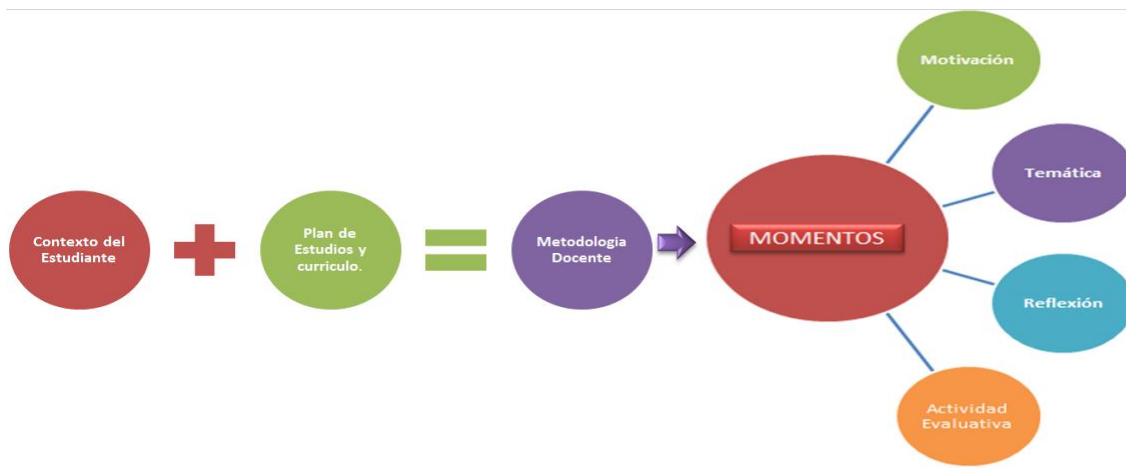 Contexto del
Estudiante
Plan de
Estudios y
curriculo.
Metodologia
Docente
MOMENTOS
Motivación
Temática
Reflexión
Actividad
Evaluativa